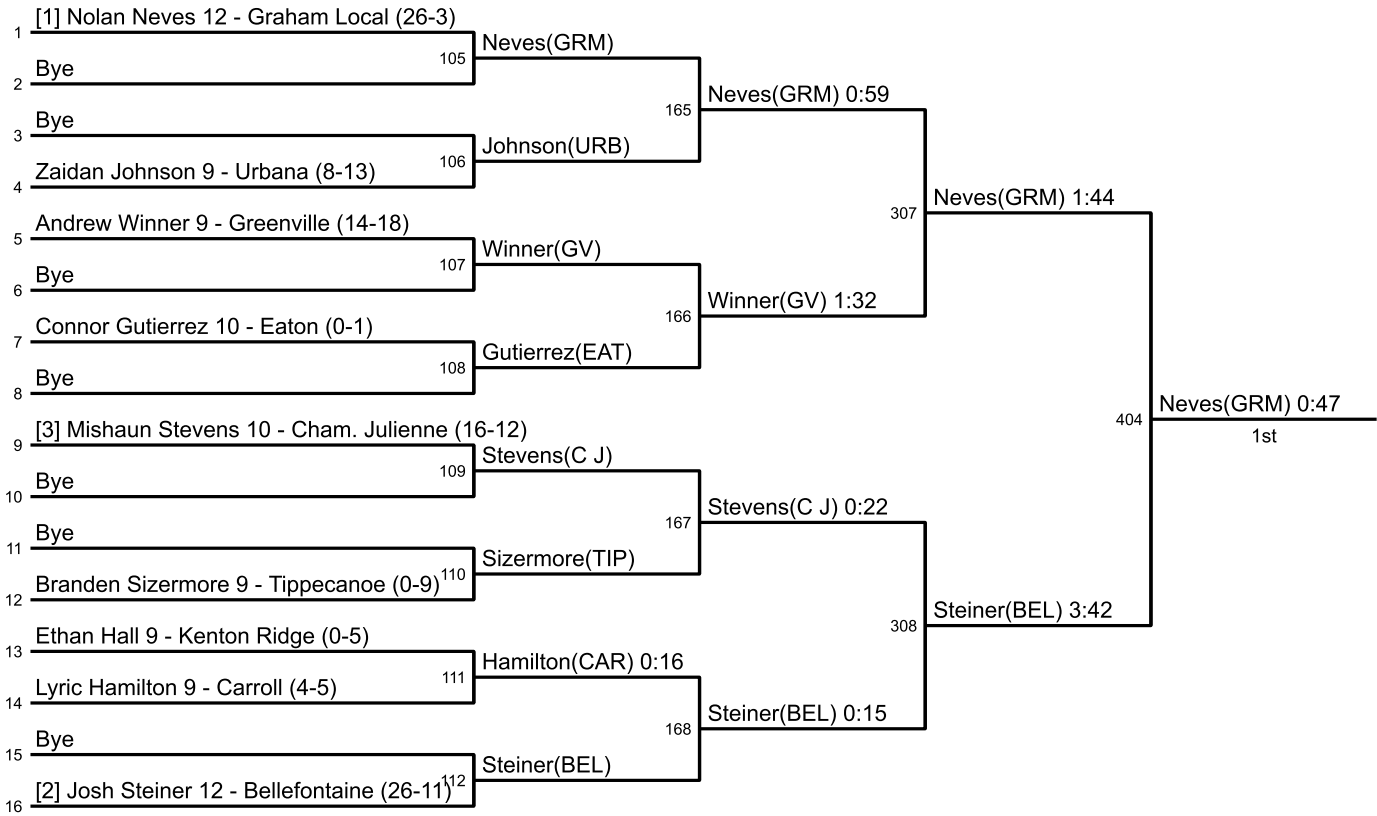 [1] Nolan Neves 12 - Graham Local (26-3)
1
Neves(GRM)
105
Bye
2
Neves(GRM) 0:59
165
Bye
3
Johnson(URB)
106
Zaidan Johnson 9 - Urbana (8-13)
4
Neves(GRM) 1:44
307
Andrew Winner 9 - Greenville (14-18)
5
Winner(GV)
107
Bye
6
Winner(GV) 1:32
166
Connor Gutierrez 10 - Eaton (0-1)
7
Gutierrez(EAT)
108
Bye
8
Neves(GRM) 0:47
404
1st
[3] Mishaun Stevens 10 - Cham. Julienne (16-12)
9
Stevens(C J)
109
Bye
10
Stevens(C J) 0:22
167
Bye
11
Sizermore(TIP)
110
Branden Sizermore 9 - Tippecanoe (0-9)
12
Steiner(BEL) 3:42
308
Ethan Hall 9 - Kenton Ridge (0-5)
13
Hamilton(CAR) 0:16
111
Lyric Hamilton 9 - Carroll (4-5)
14
Steiner(BEL) 0:15
168
Bye
15
Steiner(BEL)
112
[2] Josh Steiner 12 - Bellefontaine (26-11)
16